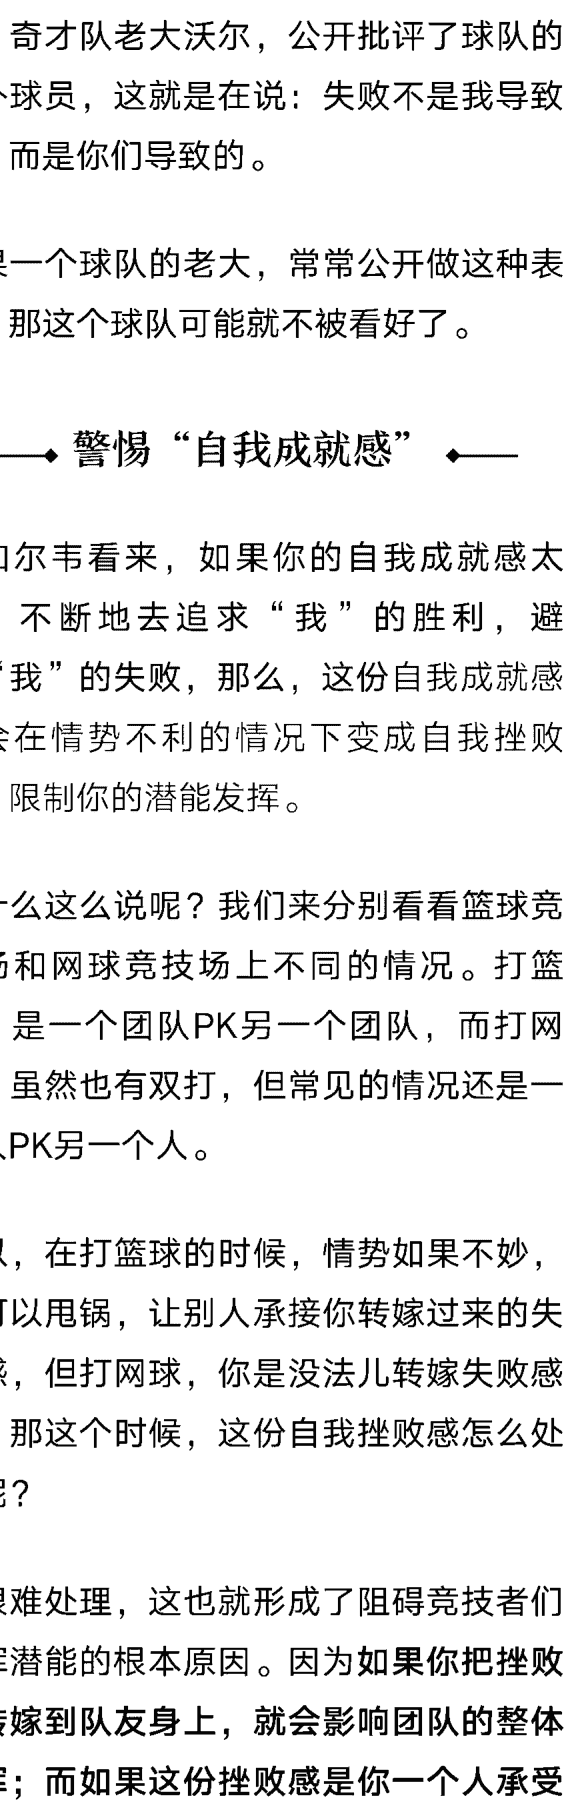 奇才队老大沃尔，公开批评了球队的
球员，这就是在说：失败不是我导致
而是你们导致的。
一个球队的老大，常常公开做这种表
那这个球队可能就不被看好了。
警惕“自我成就感”
尔韦看来，如果你的自我成就感太
不断地去追求“我”的胜利，避
“我”的失败，那么，这份自我成就感
会在情势不利的情况下变成自我挫败
限制你的潜能发挥。
什么这么说呢？我们来分别看看篮球竞
场和网球竞技场上不同的情况。打篮
是一个团队PK另一个团队，而打网
虽然也有双打，但常见的情况还是一
人PK另一个人。
以，在打篮球的时候，情势如果不妙，
可以甩锅，让别人承接你转嫁过来的失
感，但打网球，你是没法儿转嫁失败感
那这个时候，这份自我挫败感怎么处
呢？
很难处理，这也就形成了阻碍竞技者们
挥潜能的根本原因。因为如果你把挫败
转嫁到队友身上，就会影响团队的整体
挥；而如果这份挫败感是你一个人承受